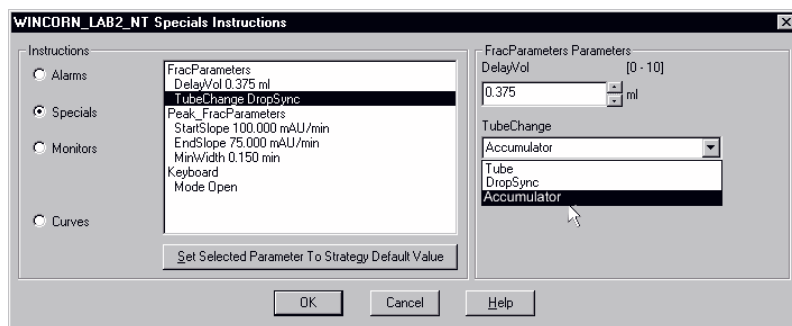 WINCORN_LAB2_NT Specials Instructions
Instructions
Alarms
Specials
Monitors
Curves
FracParameters
DelayVol 0.375 ml
TubeChange DropSync
Peak_FracParameters
StartSlope 100.000 mAU/min
EndSlope 75.000 mAU/min
MinWidth 0.150 min
Keyboard
Mode Open
Set Selected Parameter To Strategy Default Value
FracParameters Parameters
DelayVol [0 - 10]
0.375 ml
TubeChange
Accumulator
Tube
DropSync
Accumulator
OK Cancel Help